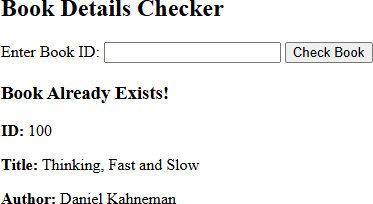 Book Details Checker
Enter Book ID: Check Book
Book Already Exists!
ID: 100
Title: Thinking, Fast and Slow
Author: Daniel Kahneman